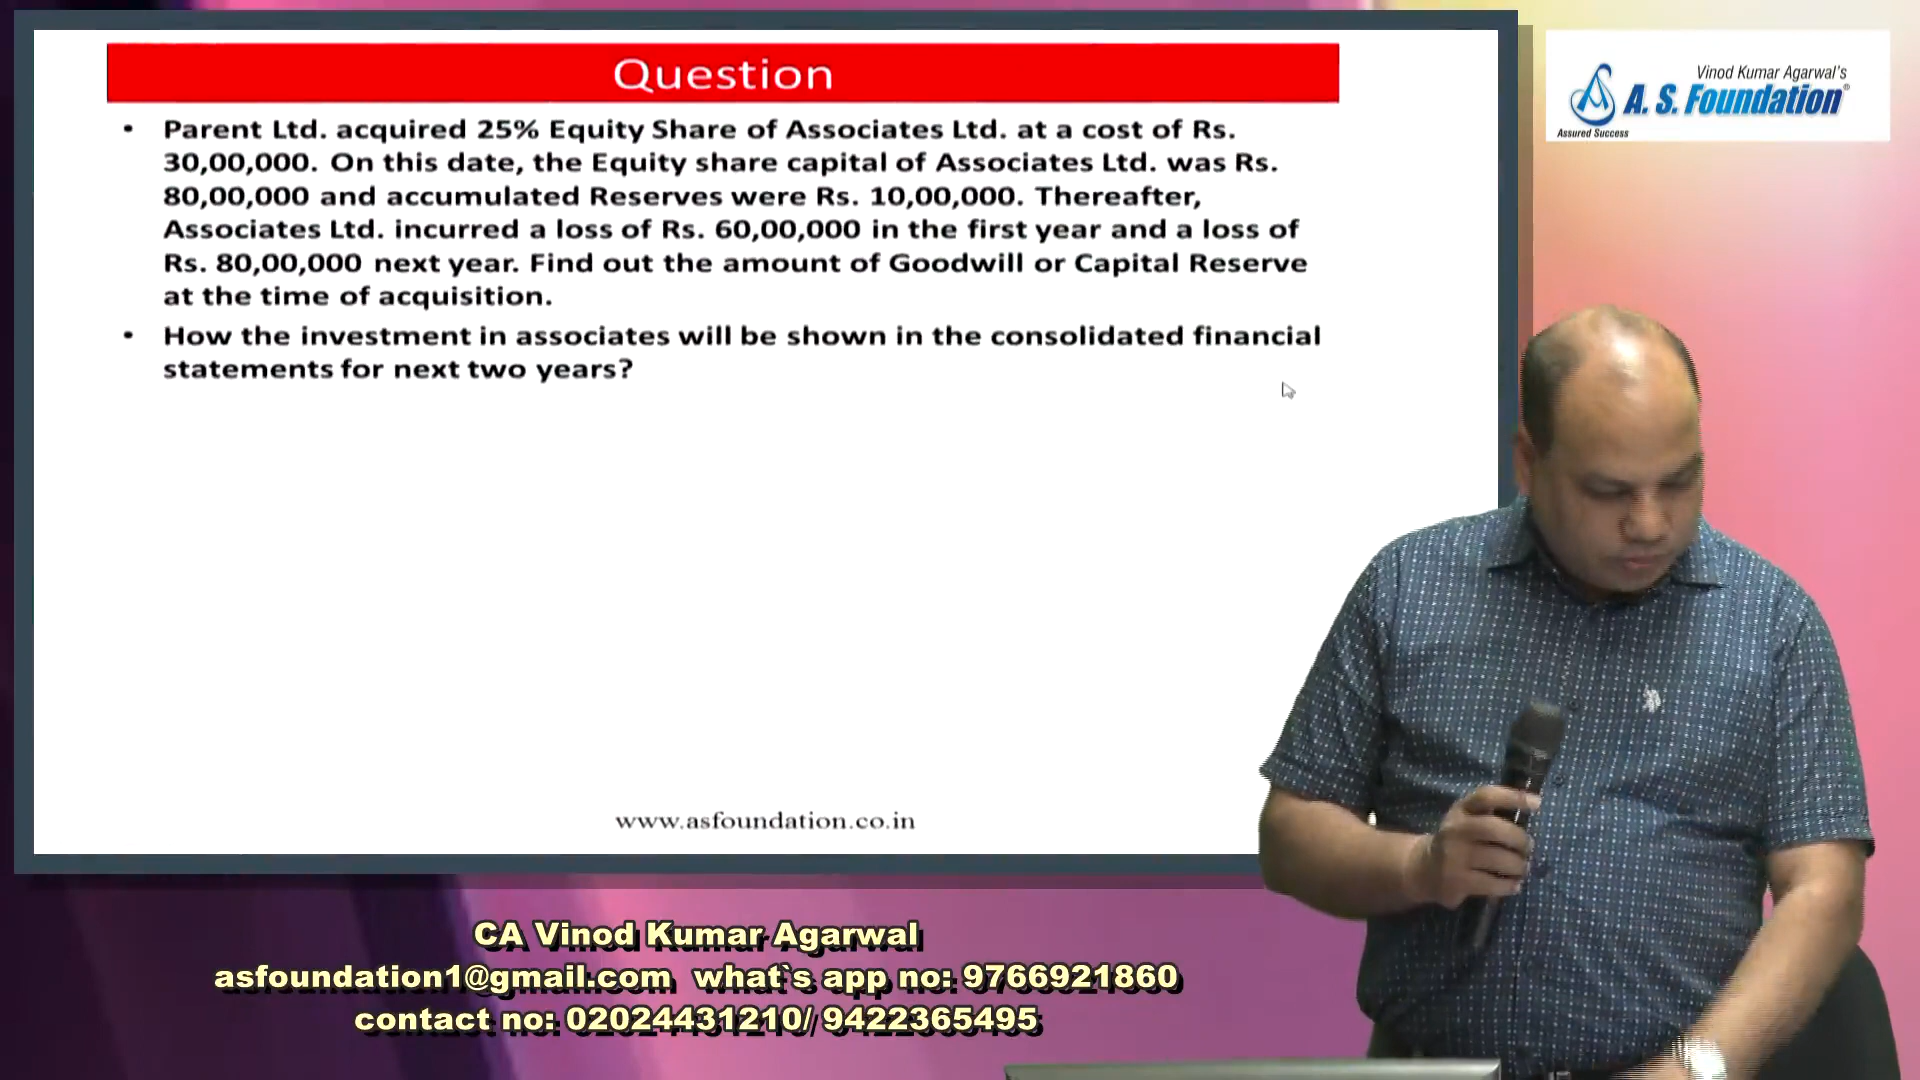 Question
• Parent Ltd. acquired 25% Equity Share of Associates Ltd. at a cost of Rs.
30,00,000. On this date, the Equity share capital of Associates Ltd. was Rs.
80,00,000 and accumulated Reserves were Rs. 10,00,000. Thereafter,
Associates Ltd. incurred a loss of Rs. 60,00,000 in the first year and a loss of
Rs. 80,00,000 next year. Find out the amount of Goodwill or Capital Reserve
at the time of acquisition.
• How the investment in associates will be shown in the consolidated financial
statements for next two years?
www.asfoundation.co.in
Vinod Kumar Agarwal's
A. S. Foundation®
Assured Success
CA Vinod Kumar Agarwal
asfoundation1@gmail.com what`s app no: 9766921860
contact no: 02024431210/ 9422365495